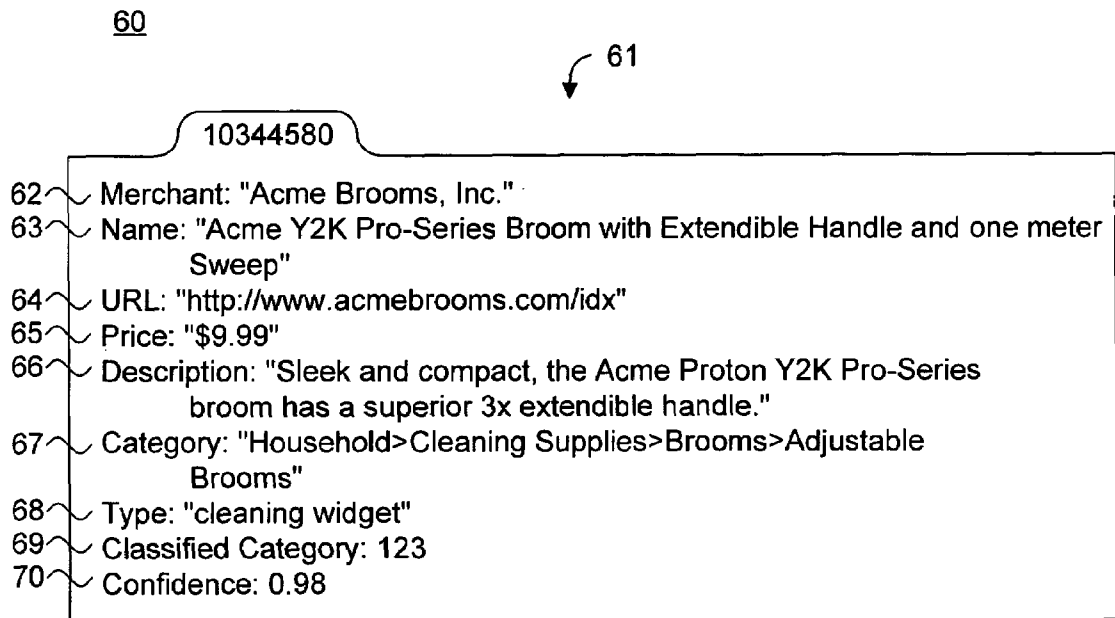 60
61
10344580
62 Merchant: "Acme Brooms, Inc."
63 Name: "Acme Y2K Pro-Series Broom with Extendible Handle and one meter
Sweep"
64 URL: "http://www.acmebrooms.com/idx"
65 Price: "$9.99"
66 Description: "Sleek and compact, the Acme Proton Y2K Pro-Series
broom has a superior 3x extendible handle."
67 Category: "Household>Cleaning Supplies>Brooms>Adjustable
Brooms"
68 Type: "cleaning widget"
69 Classified Category: 123
70 Confidence: 0.98